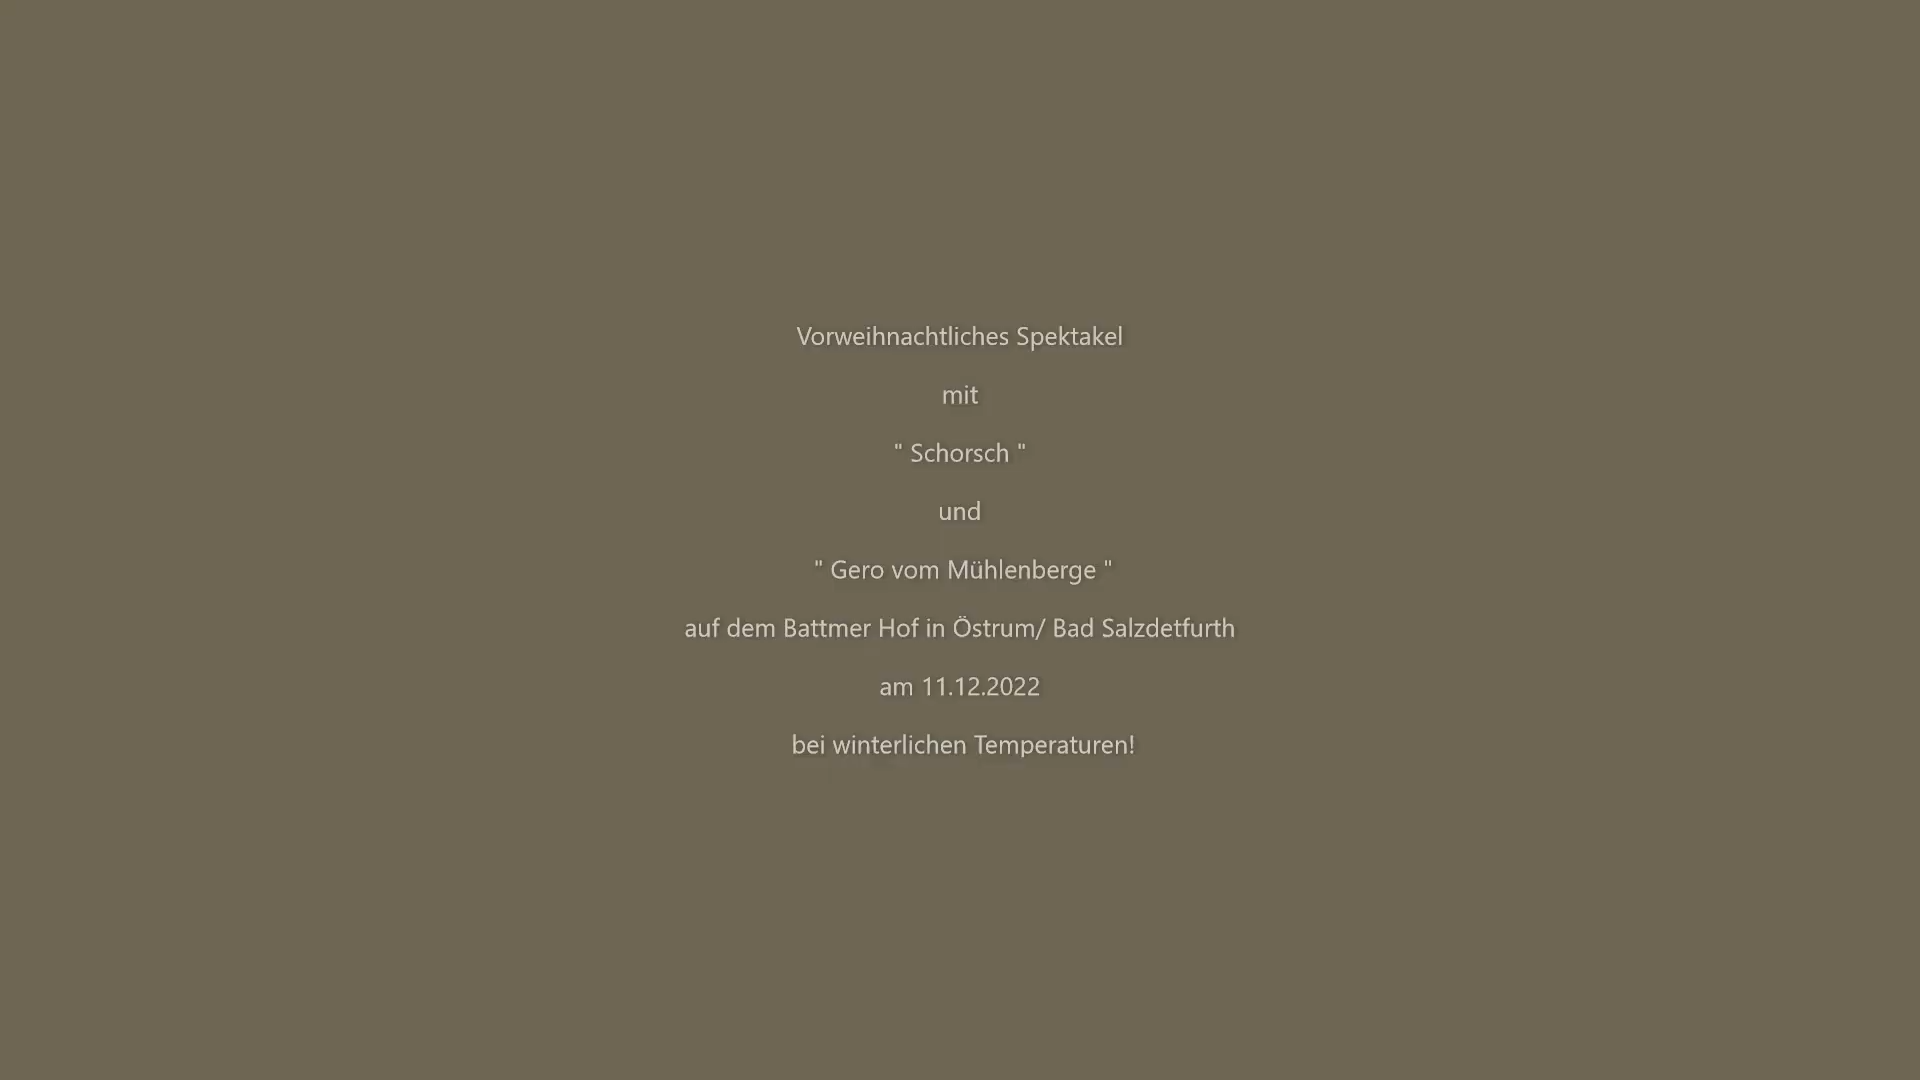 Vorweihnachtliches Spektakel
mit
" Schorsch "
und
" Gero vom Mühlenberge "
auf dem Battmer Hof in Östrum/ Bad Salzdetfurth
am 11.12.2022
bei winterlichen Temperaturen!